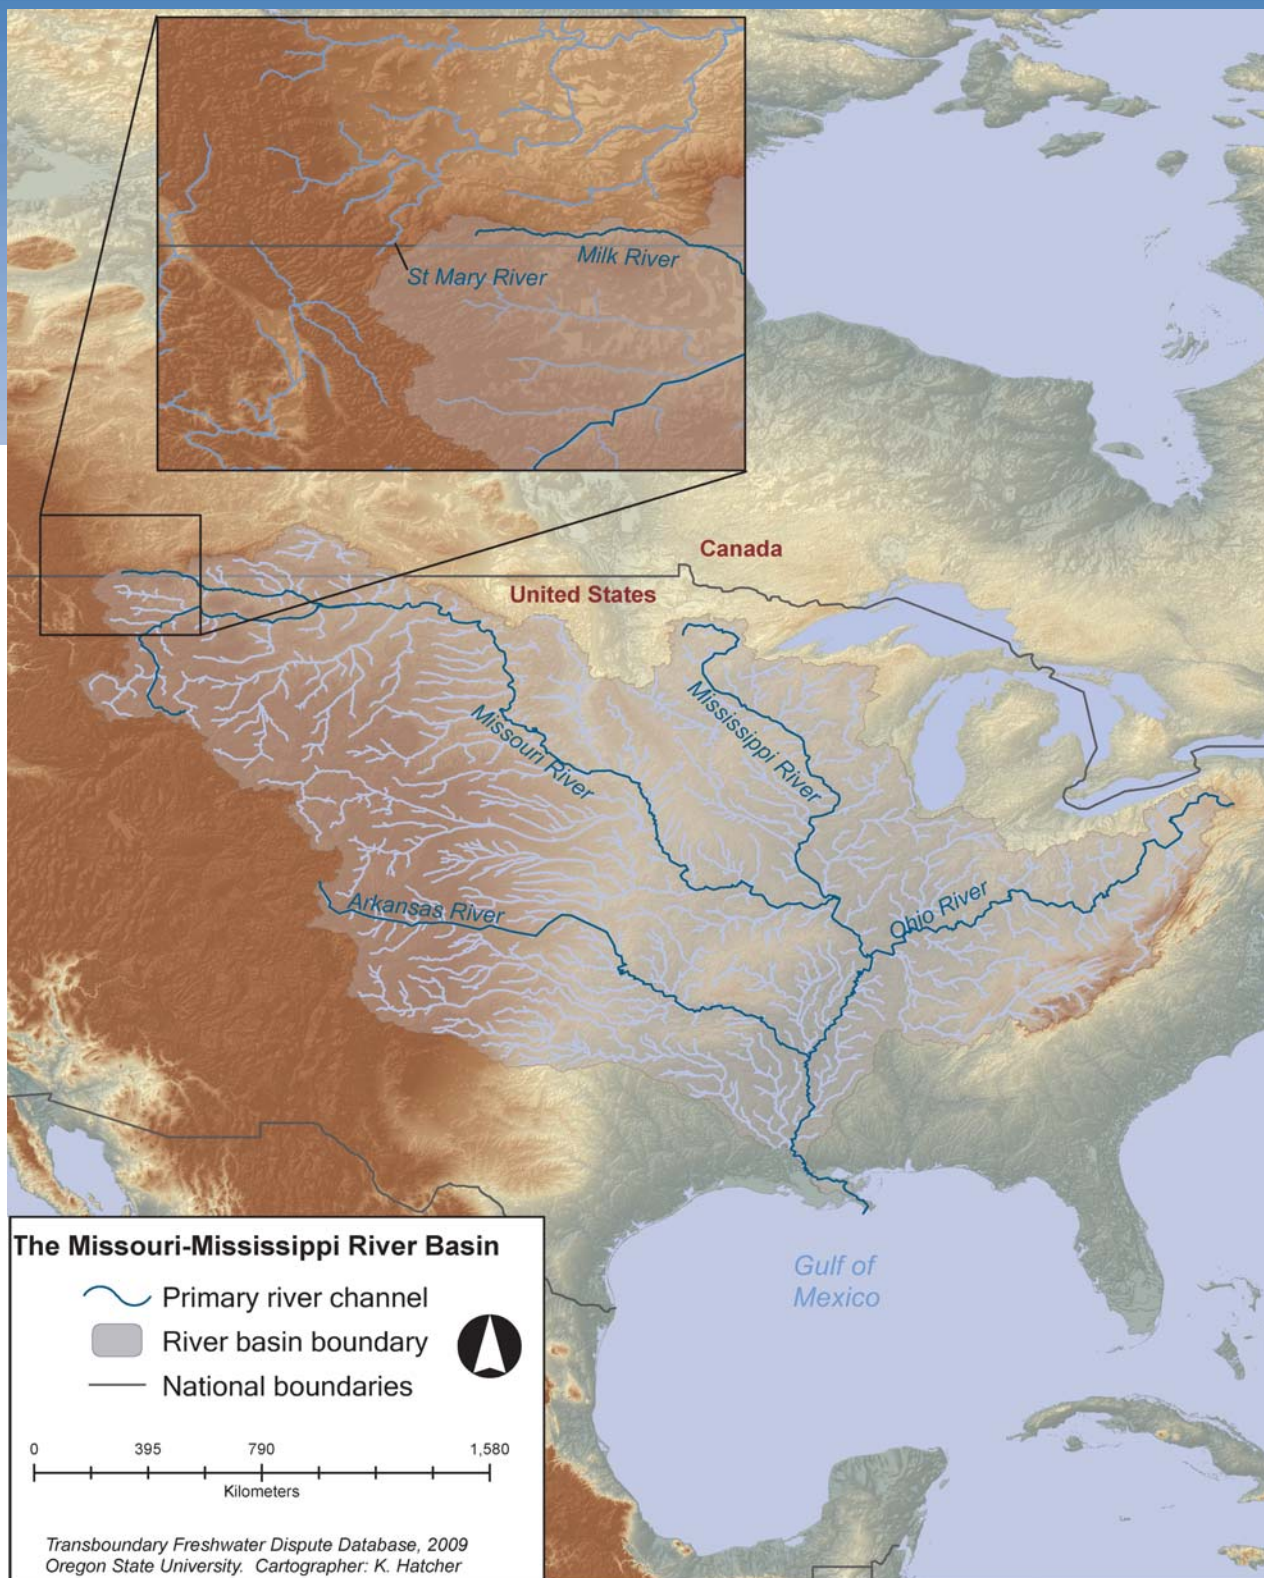 St Mary River
Milk River
Canada
United States
Missouri River
Mississippi River
Arkansas River
Ohio River
Gulf of
Mexico
The Missouri-Mississippi River Basin
Primary river channel
River basin boundary
National boundaries
0 395 790 1,580
Kilometers
Transboundary Freshwater Dispute Database, 2009
Oregon State University. Cartographer: K. Hatcher